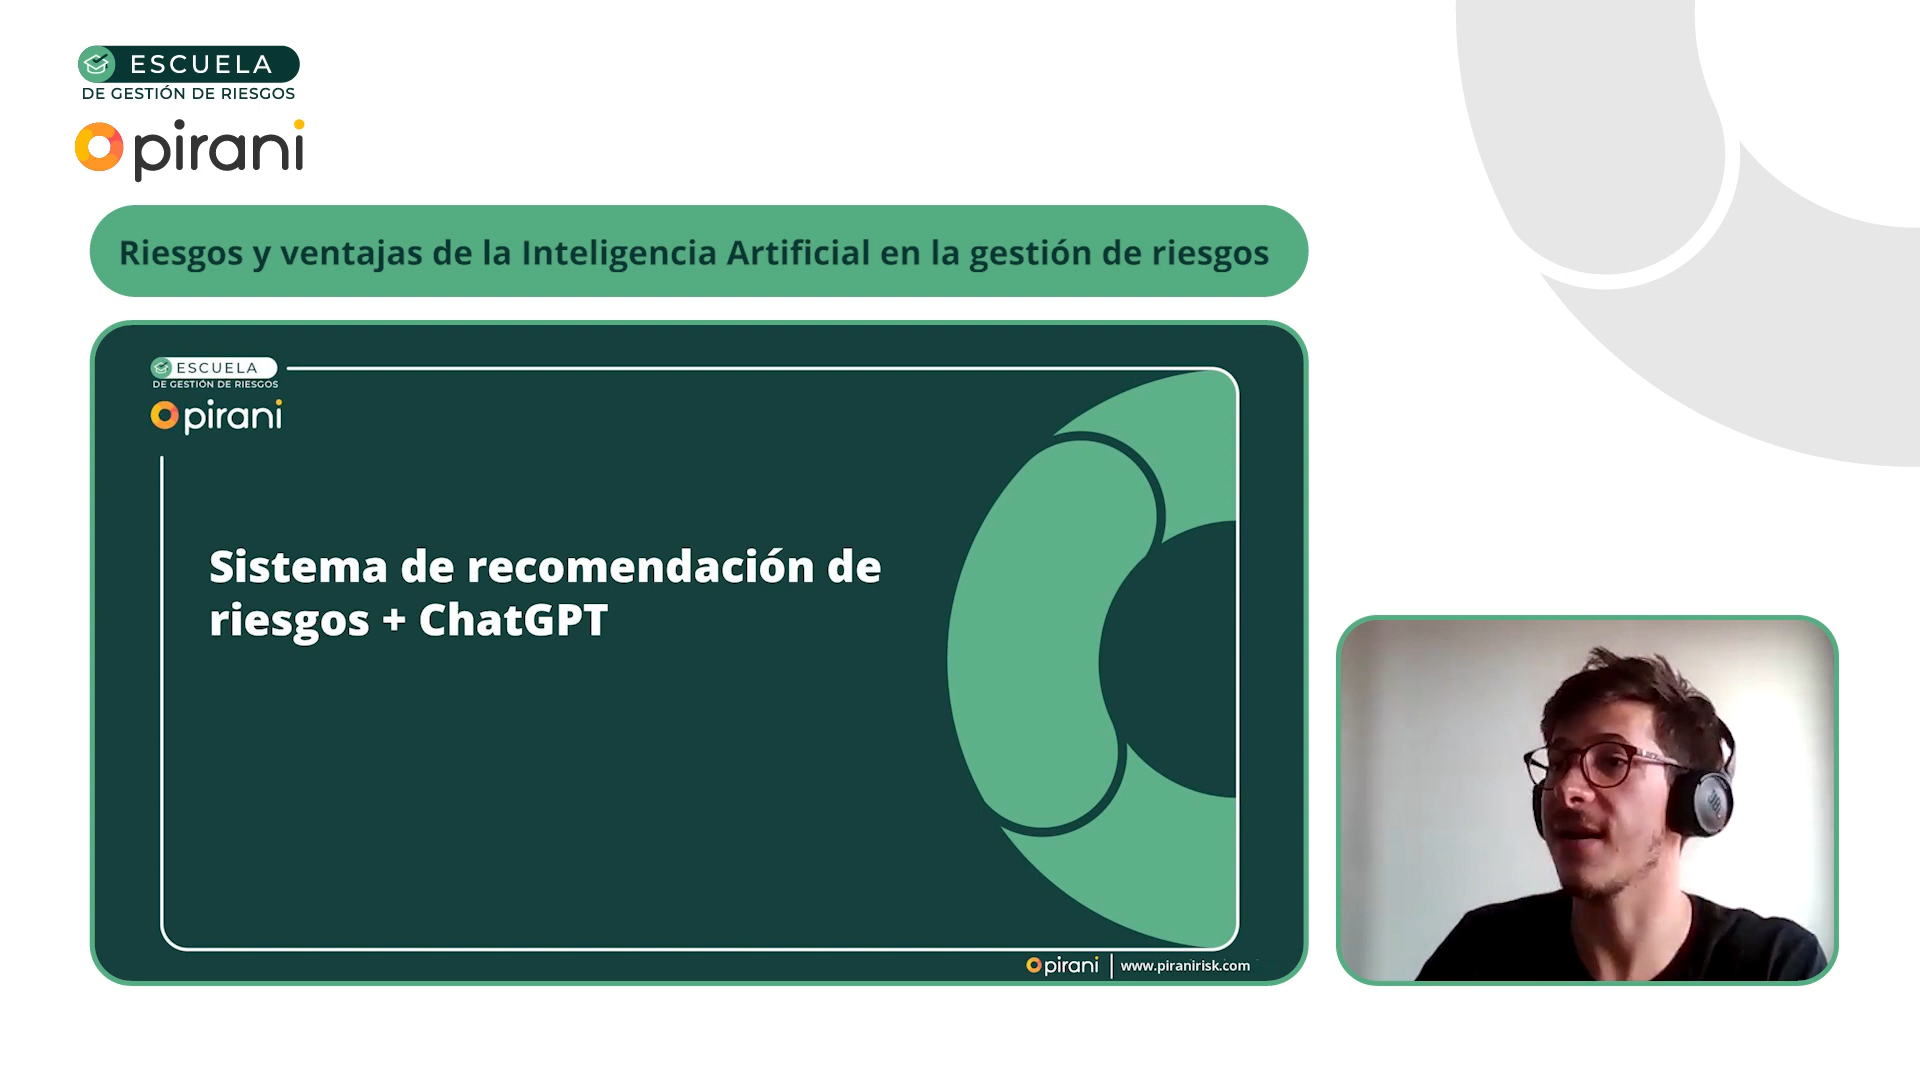 ESCUELA
DE GESTIÓN DE RIESGOS
pirani
Riesgos y ventajas de la Inteligencia Artificial en la gestión de riesgos
ESCUELA
DE GESTIÓN DE RIESGOS
pirani
Sistema de recomendación de
riesgos + ChatGPT
pirani
www.piranirisk.com
JBL